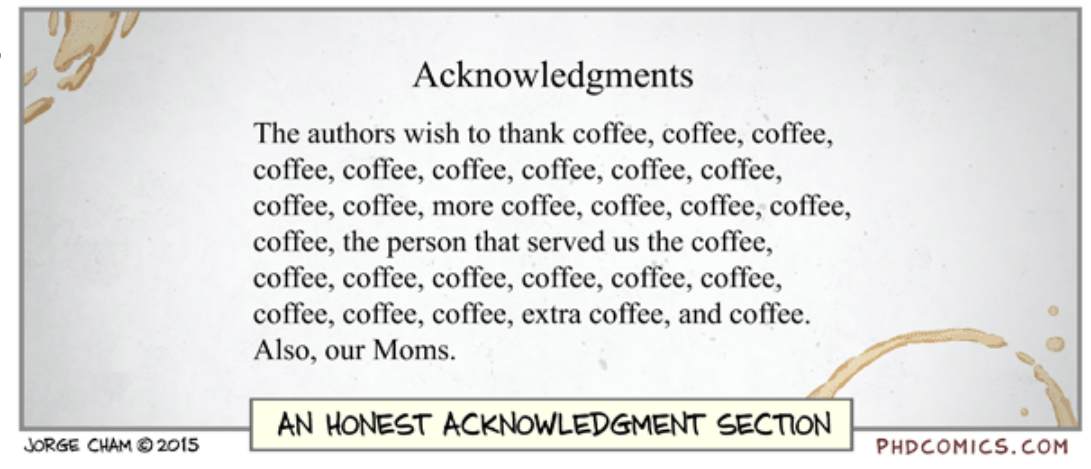 Acknowledgments
The authors wish to thank coffee, coffee, coffee,
coffee, coffee, coffee, coffee, coffee, coffee,
coffee, coffee, more coffee, coffee, coffee, coffee,
coffee, the person that served us the coffee,
coffee, coffee, coffee, coffee, coffee, coffee,
coffee, coffee, coffee, extra coffee, and coffee.
Also, our Moms.
AN HONEST ACKNOWLEDGMENT SECTION
JORGE CHAM © 2015
PHDCOMICS.COM